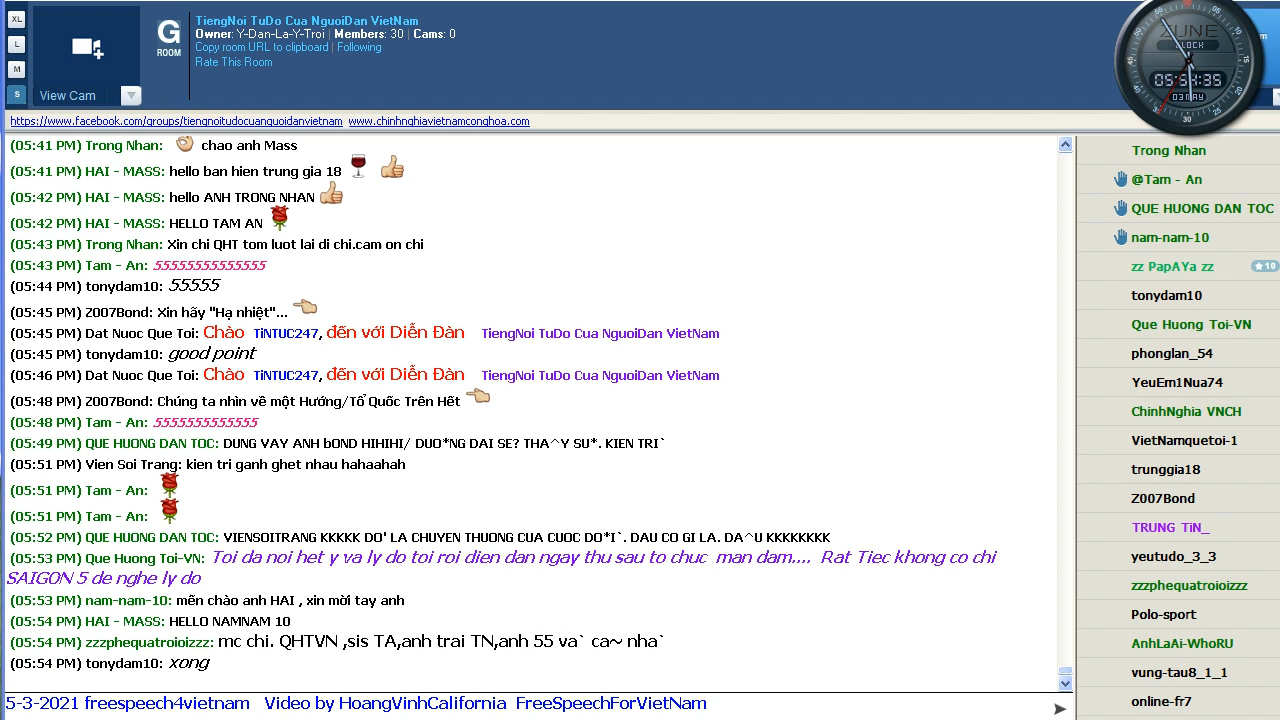 XL
L
M
S
View Cam
G
ROOM
TiengNoi TuDo Cua NguoiDan VietNam
Owner: Y-Dan-La-Y-Troi | Members: 30 | Cams: 0
Copy room URL to clipboard | Following
Rate This Room
ZUNE
CLOCK
05:54:35
03 MAY
https://www.facebook.com/groups/tiengnoitudocuanguoidanvietnam www.chinhnghiavietnamconghoa.com
(05:41 PM) Trong Nhan: chao anh Mass
(05:41 PM) HAI - MASS: hello ban hien trung gia 18
(05:42 PM) HAI - MASS: hello ANH TRONG NHAN
(05:42 PM) HAI - MASS: HELLO TAM AN
(05:43 PM) Trong Nhan: Xin chi QHT tom luot lai di chi.cam on chi
(05:43 PM) Tam - An: 55555555555555
(05:44 PM) tonydam10: 55555
(05:45 PM) Z007Bond: Xin hãy "Hạ nhiệt"...
(05:45 PM) Dat Nuoc Que Toi: Chào TiNTUC247, đến với Diễn Đàn TiengNoi TuDo Cua NguoiDan VietNam
(05:45 PM) tonydam10: good point
(05:46 PM) Dat Nuoc Que Toi: Chào TiNTUC247, đến với Diễn Đàn TiengNoi TuDo Cua NguoiDan VietNam
(05:48 PM) Z007Bond: Chúng ta nhìn về một Hướng/Tổ Quốc Trên Hết
(05:48 PM) Tam - An: 5555555555555
(05:49 PM) QUE HUONG DAN TOC: DUNG VAY ANH bOND HIHIHI/ DUO*NG DAI SE? THA^Y SU*. KIEN TRI`
(05:51 PM) Vien Soi Trang: kien tri ganh ghet nhau hahaahah
(05:51 PM) Tam - An:
(05:51 PM) Tam - An:
(05:52 PM) QUE HUONG DAN TOC: VIENSOITRANG KKKKK DO' LA CHUYEN THUONG CUA CUOC DO*I`. DAU CO GI LA. DA^U KKKKKKKK
(05:53 PM) Que Huong Toi-VN: Toi da noi het y va ly do toi roi dien dan ngay thu sau to chuc man dam.... Rat Tiec khong co chi
SAIGON 5 de nghe ly do
(05:53 PM) nam-nam-10: mến chào anh HAI , xin mời tay anh
(05:54 PM) HAI - MASS: HELLO NAMNAM 10
(05:54 PM) zzzphequatroioizzz: mc chi. QHTVN ,sis TA,anh trai TN,anh 55 va` ca~ nha`
(05:54 PM) tonydam10: xong
5-3-2021 freespeech4vietnam Video by HoangVinhCalifornia FreeSpeechForVietNam
Trong Nhan
@Tam - An
QUE HUONG DAN TOC
nam-nam-10
zz PapAYa zz
10
tonydam10
Que Huong Toi-VN
phonglan_54
YeuEm1Nua74
ChinhNghia VNCH
VietNamquetoi-1
trunggia18
Z007Bond
TRUNG TiN_
yeutudo_3_3
zzzphequatroioizzz
Polo-sport
AnhLaAi-WhoRU
vung-tau8_1_1
online-fr7